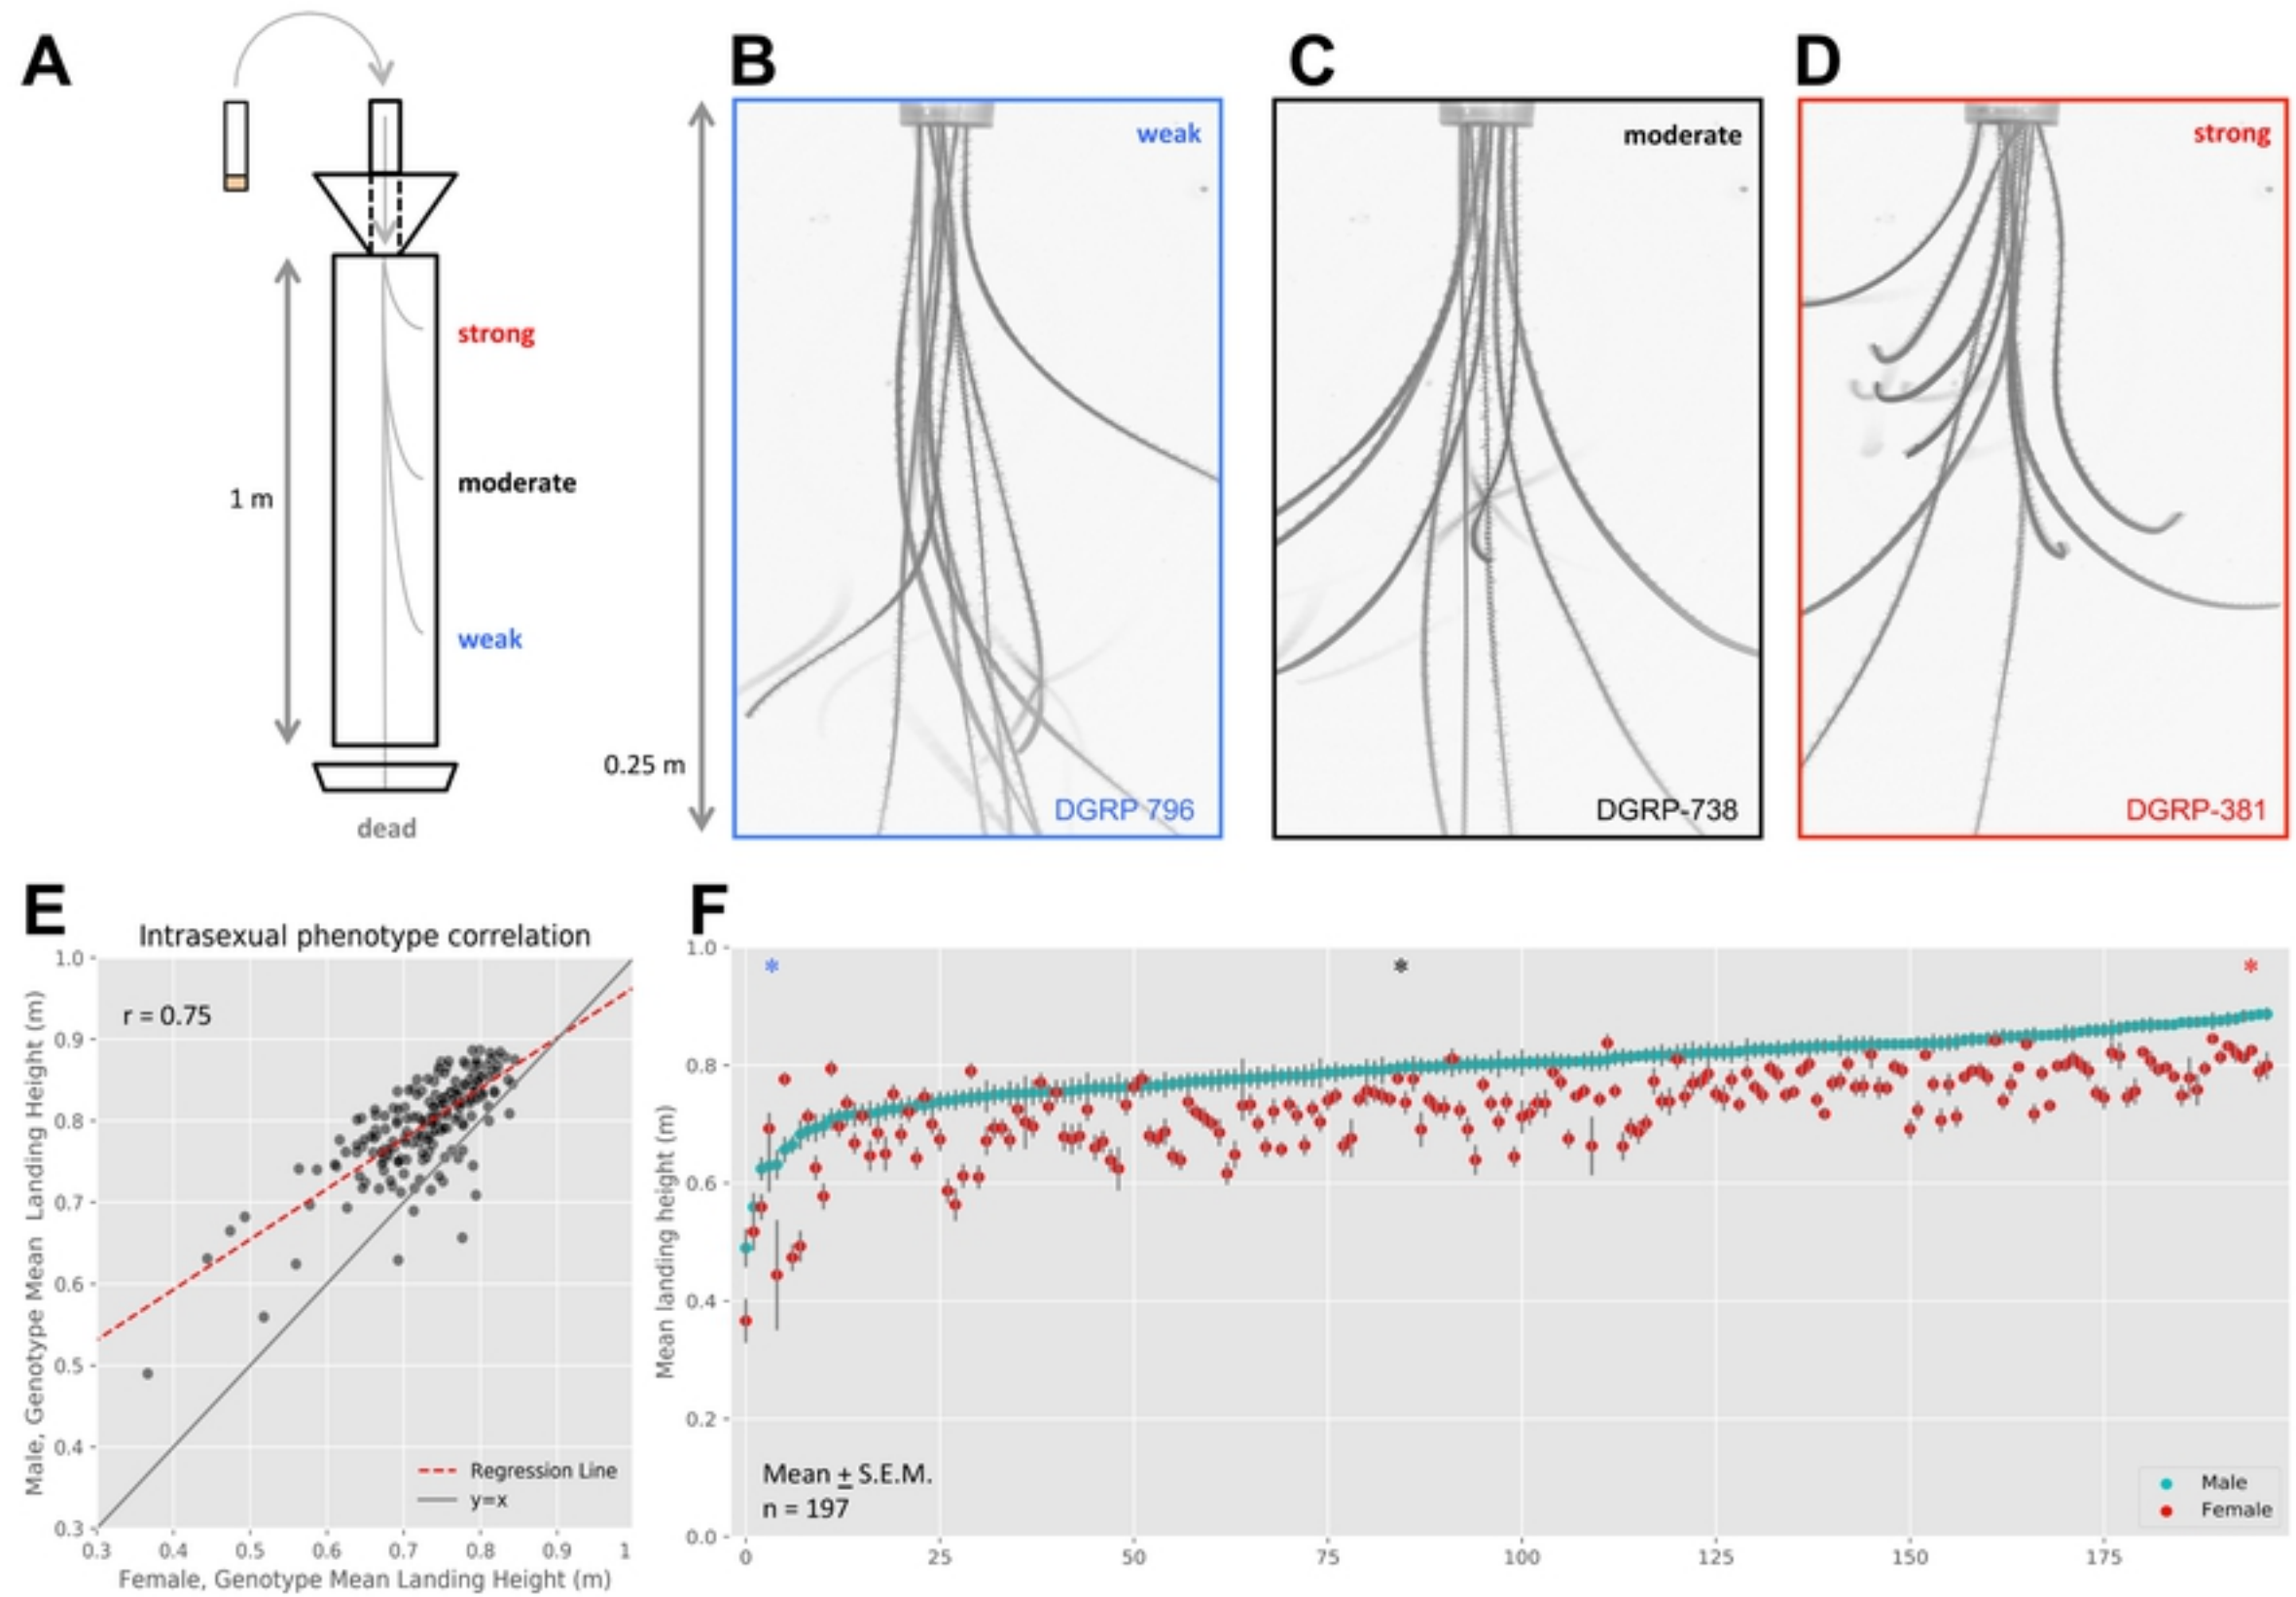 A
strong
moderate
1 m
weak
dead
B
weak
0.25 m
DGRP 796
C
moderate
DGRP-738
D
strong
DGRP-381
E
Intrasexual phenotype correlation
1.0
r = 0.75
0.9
0.8
0.7
0.6
0.5
0.4
0.3
Male, Genotype Mean Landing Height (m)
Regression Line
y=x
0.3 0.4 0.5 0.6 0.7 0.8 0.9 1
Female, Genotype Mean Landing Height (m)
F
1.0
* * *
0.8
0.6
0.4
0.2
0.0
Mean landing height (m)
Mean ± S.E.M.
n = 197
Male
Female
0 25 50 75 100 125 150 175